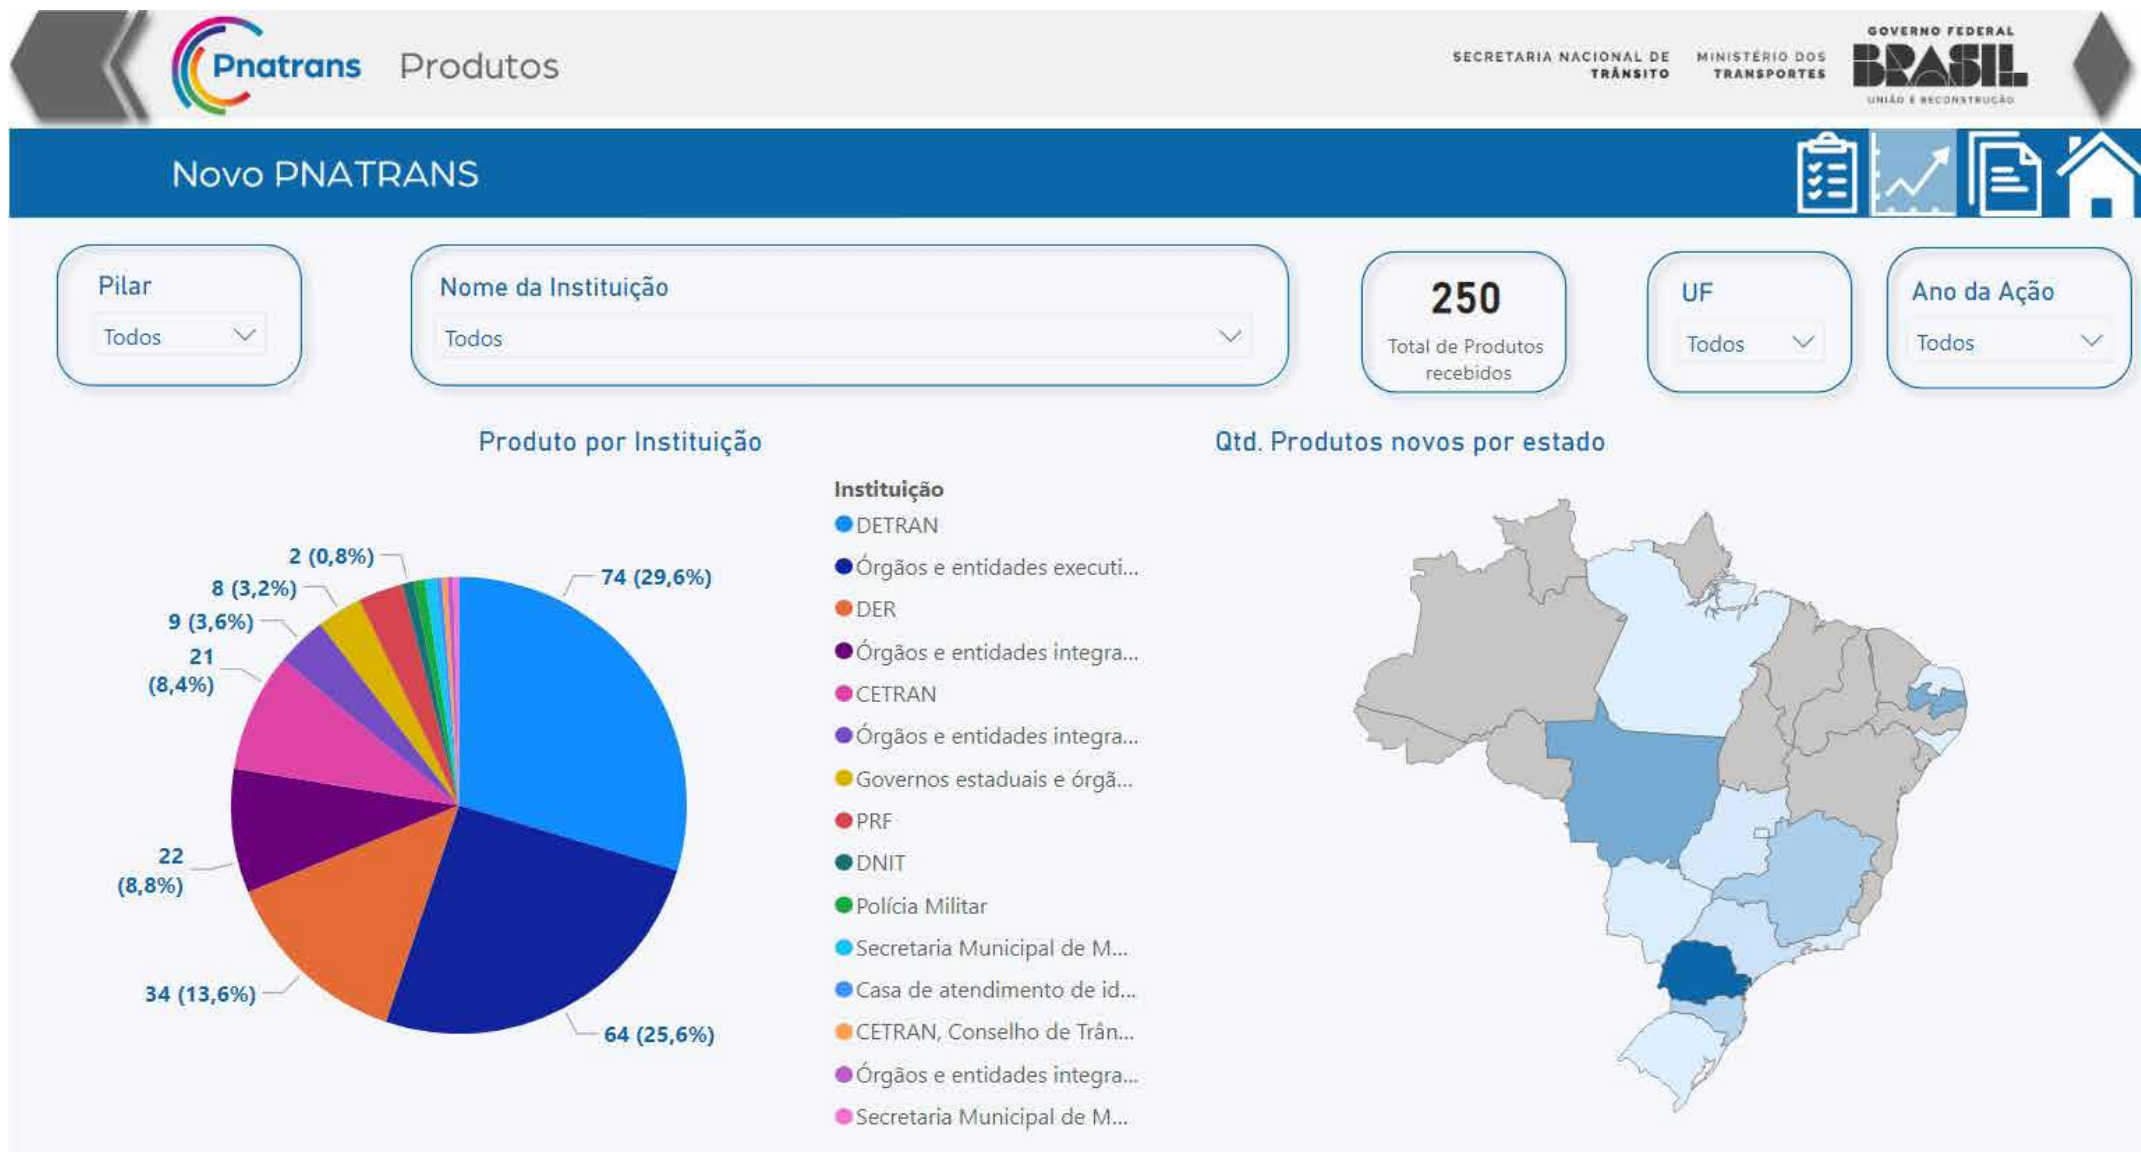 Pnatrans
Produtos
SECRETARIA NACIONAL DE
TRÂNSITO
MINISTÉRIO DOS
TRANSPORTES
GOVERNO FEDERAL
BRASIL
UNIÃO E RECONSTRUÇÃO
Novo PNATRANS
Pilar
Todos
Nome da Instituição
Todos
250
Total de Produtos
recebidos
UF
Todos
Ano da Ação
Todos
Produto por Instituição
2 (0,8%)
8 (3,2%)
9 (3,6%)
21
(8,4%)
22
(8,8%)
34 (13,6%)
74 (29,6%)
64 (25,6%)
Instituição
DETRAN
Órgãos e entidades executi...
DER
Órgãos e entidades integra...
CETRAN
Órgãos e entidades integra...
Governos estaduais e órgã...
PRF
DNIT
Polícia Militar
Secretaria Municipal de M...
Casa de atendimento de id...
CETRAN, Conselho de Trân...
Órgãos e entidades integra...
Secretaria Municipal de M...
Qtd. Produtos novos por estado